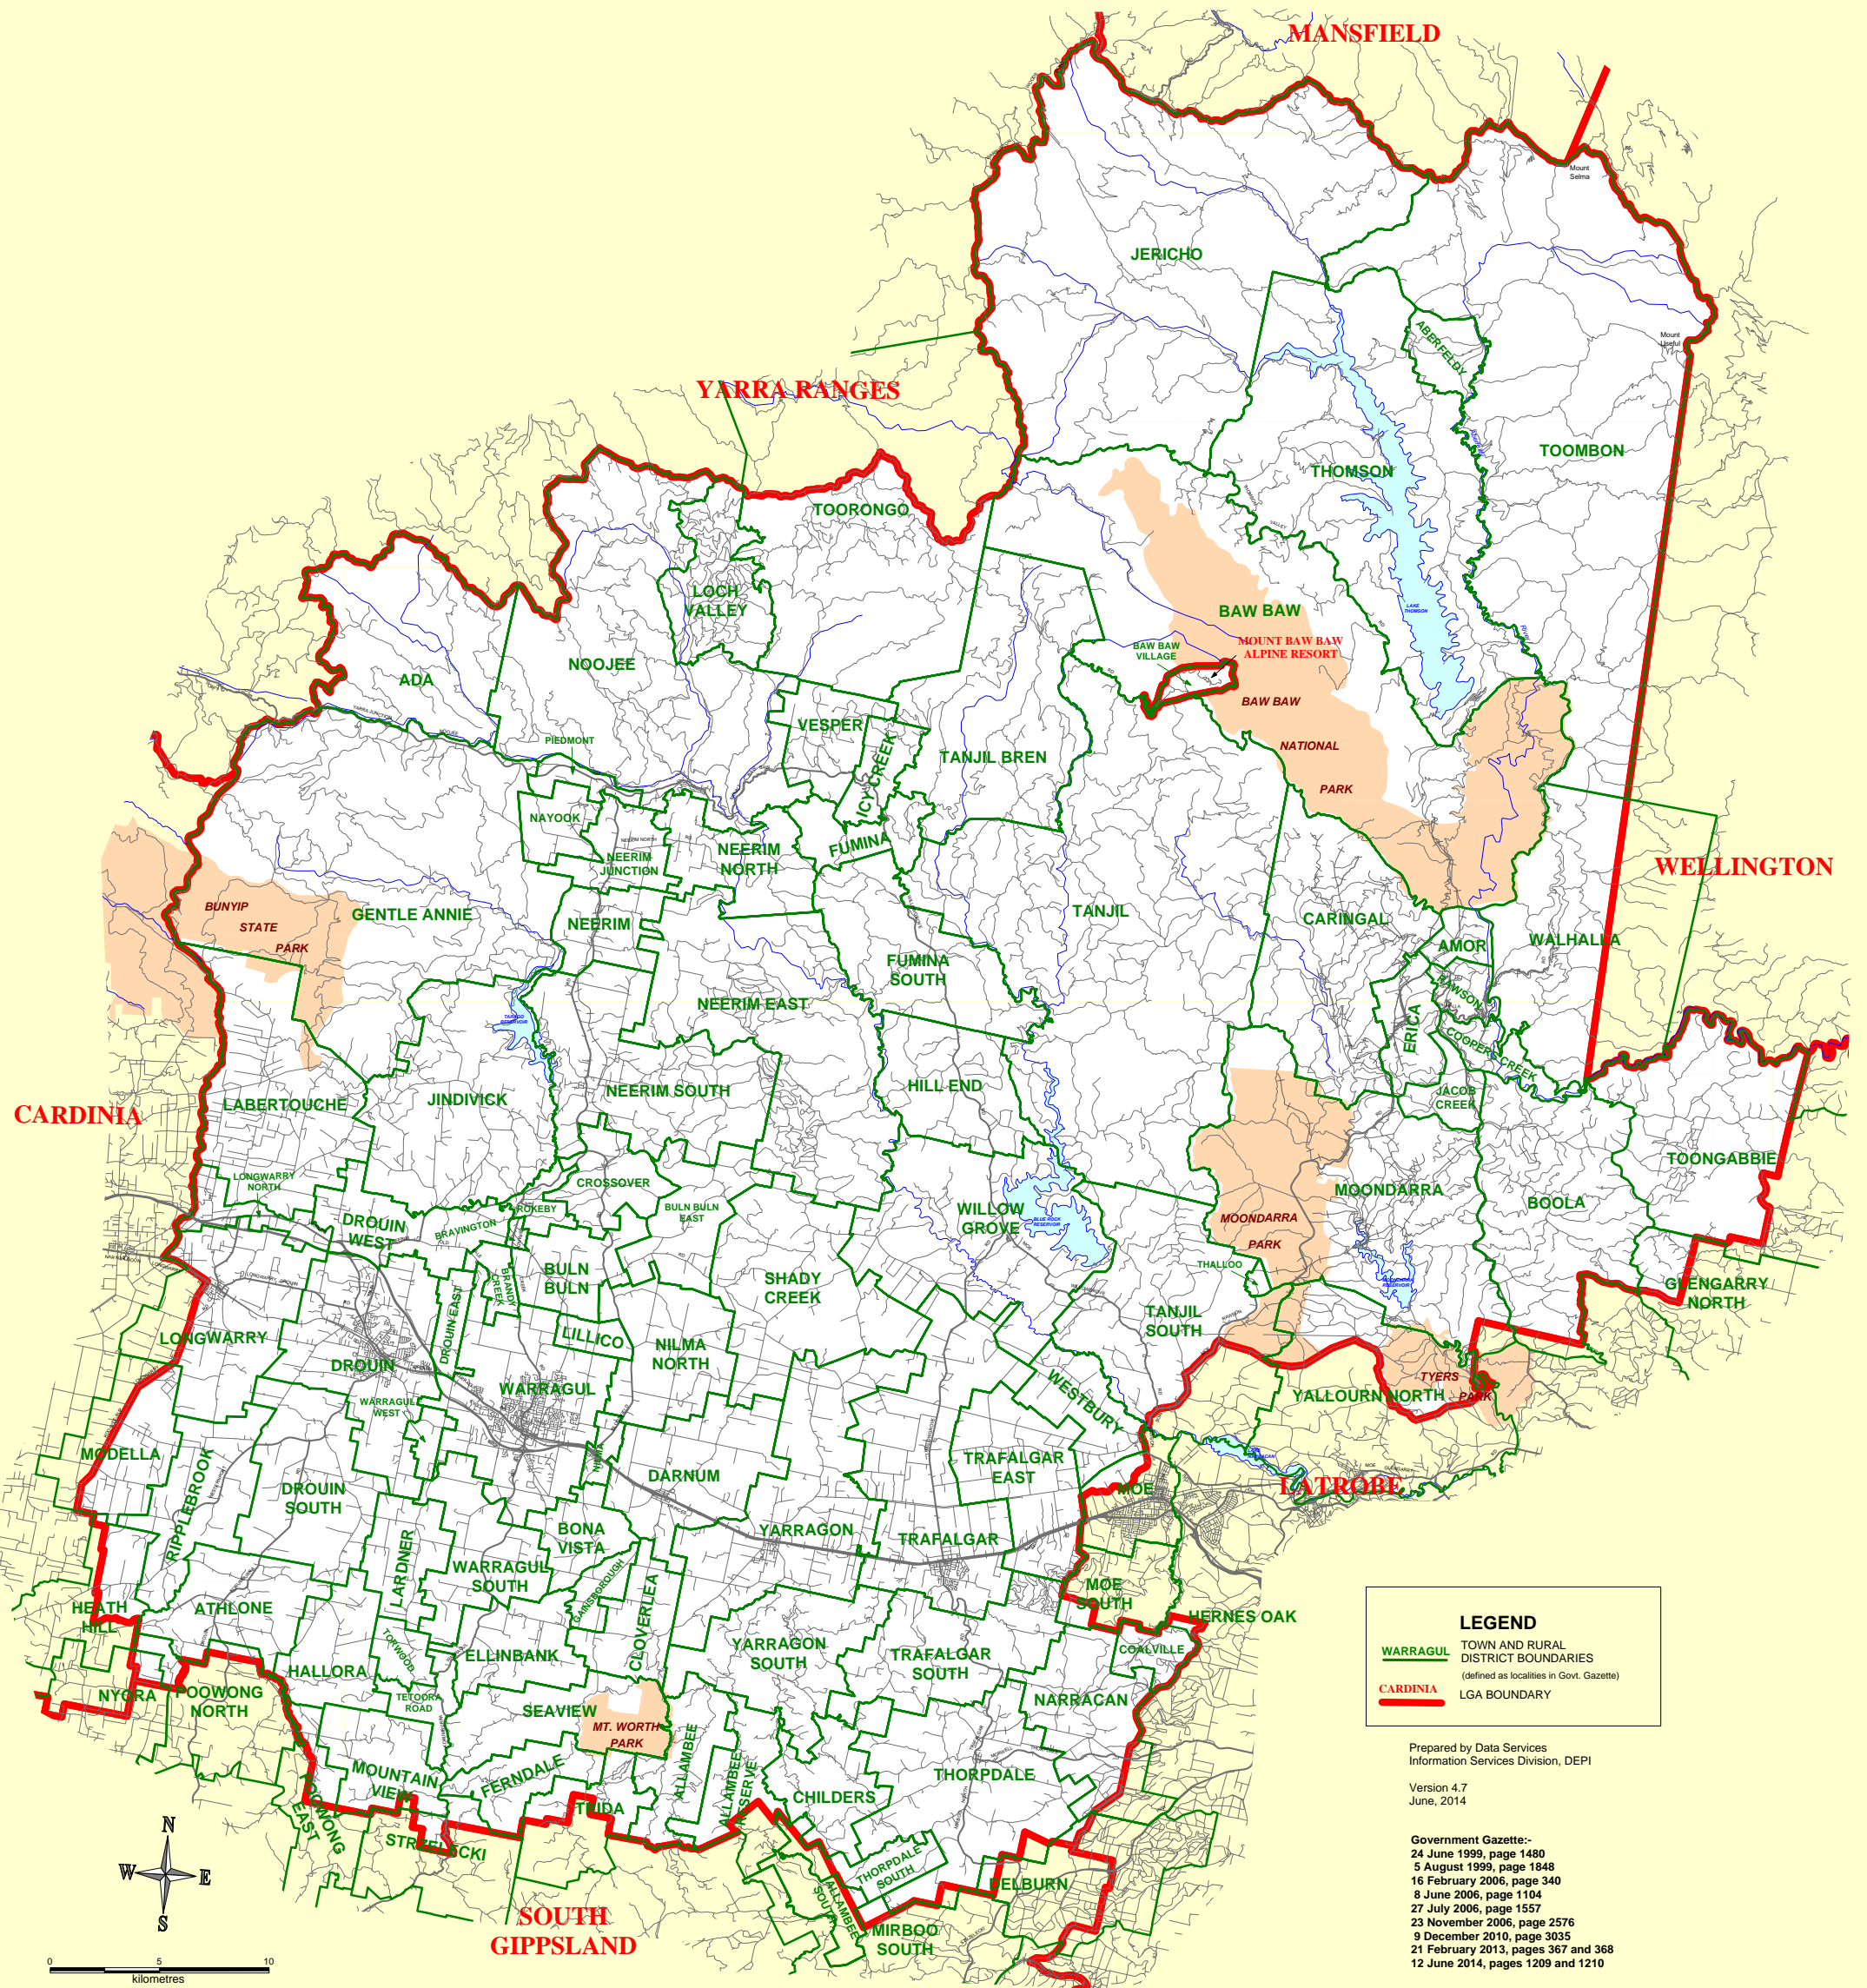 MANSFIELD
Mount
Selma
JERICHO
Mount
Useful
ABERFELDY
YARRA RANGES
TOOMBON
THOMSON
TOORONGO
LOCH
VALLEY
BAW BAW
LAKE
THOMSON
MOUNT BAW BAW
ALPINE RESORT
BAW BAW
VILLAGE
NOOJEE
ADA
BAW BAW
NATIONAL
PARK
VESPER
ICY CREEK
TANJIL BREN
PIEDMONT
NAYOOK
NEERIM
JUNCTION
NEERIM
NORTH
FUMINA
WELLINGTON
BUNYIP
STATE
PARK
GENTLE ANNIE
NEERIM
TANJIL
CARINGAL
AMOR
WALHALLA
FUMINA
SOUTH
RAWSON
NEERIM EAST
TARAGO
RESERVOIR
ERICA
COOPERS CREEK
NEERIM SOUTH
HILL END
JACOB
CREEK
CARDINIA
LABERTOUCHE
JINDIVICK
TOONGABBIE
LONGWARRY
NORTH
CROSSOVER
ROKEBY
BULN BULN
EAST
WILLOW
GROVE
BLUE ROCK
RESERVOIR
MOONDARRA
BOOLA
MOONDARRA
PARK
DROUIN
WEST
BRAVINGTON
BRANDY
CREEK
BULN
BULN
SHADY
CREEK
THALLOO
MOONDARRA
RESERVOIR
GLENGARRY
NORTH
LONGWARRY
DROUIN EAST
LILLICO
NILMA
NORTH
TANJIL
SOUTH
DROUIN
WARRAGUL
WARRAGUL
WEST
WESTBURY
YALLOURN NORTH
TYERS
PARK
MODELLA
RIPPLEBROOK
DROUIN
SOUTH
NILMA
DARNUM
TRAFALGAR
EAST
MOE
LATROBE
LARDNER
BONA
VISTA
YARRAGON
TRAFALGAR
WARRAGUL
SOUTH
GAINSBOROUGH
CLOVERLEA
MOE
SOUTH
HERNES OAK
HEATH
HILL
ATHLONE
TORWOOD
ELLINBANK
YARRAGON
SOUTH
TRAFALGAR
SOUTH
COALVILLE
HALLORA
TETOORA
ROAD
NARRACAN
NYORA
POOWONG
NORTH
SEAVIEW
MT. WORTH
PARK
MOUNTAIN
VIEW
FERNDALE
ALLAMBEE
ALLAMBEE
RESERVE
CHILDERS
THORPDALE
POOWONG
EAST
TRIDA
STRZELECKI
THORPDALE
SOUTH
DELBURN
ALLAMBEE
SOUTH
MIRBOO
SOUTH
SOUTH
GIPPSLAND
N
W
E
S
0 5 10
kilometres
LEGEND
WARRAGUL
TOWN AND RURAL
DISTRICT BOUNDARIES
(defined as localities in Govt. Gazette)
CARDINIA
LGA BOUNDARY
Prepared by Data Services
Information Services Division, DEPI
Version 4.7
June, 2014
Government Gazette:-
24 June 1999, page 1480
5 August 1999, page 1848
16 February 2006, page 340
8 June 2006, page 1104
27 July 2006, page 1557
23 November 2006, page 2576
9 December 2010, page 3035
21 February 2013, pages 367 and 368
12 June 2014, pages 1209 and 1210